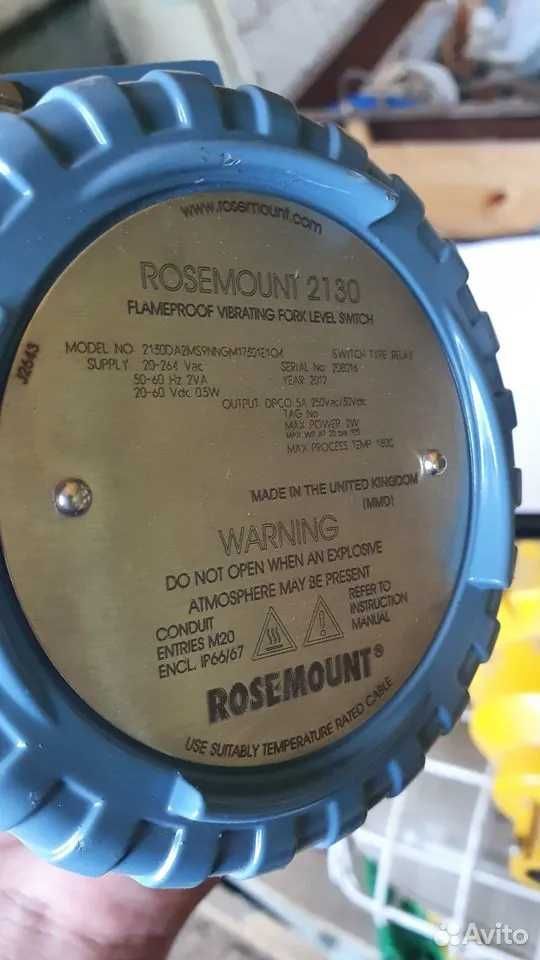 www.rosemount.com
ROSEMOUNT 2130
FLAMEPROOF VIBRATING FORK LEVEL SWITCH
MODEL NO SWITCH TYPE RELAY
SUPPLY 20-264 Vac SERIAL No
50-60 Hz 2VA YEAR 2012
20-60 Vdc 0.5W
OUTPUT DPCO 5A 250Vac/30Vdc
TAG No
MAX POWER 2W
MAX
MAX PROCESS TEMP
J2643
MADE IN THE UNITED KINGDOM
(MMD)
WARNING
DO NOT OPEN WHEN AN EXPLOSIVE
ATMOSPHERE MAY BE PRESENT
CONDUIT
ENTRIES M20
ENCL. IP66/67
REFER TO
INSTRUCTION
MANUAL
ROSEMOUNT®
USE SUITABLY TEMPERATURE RATED CABLE
Avito